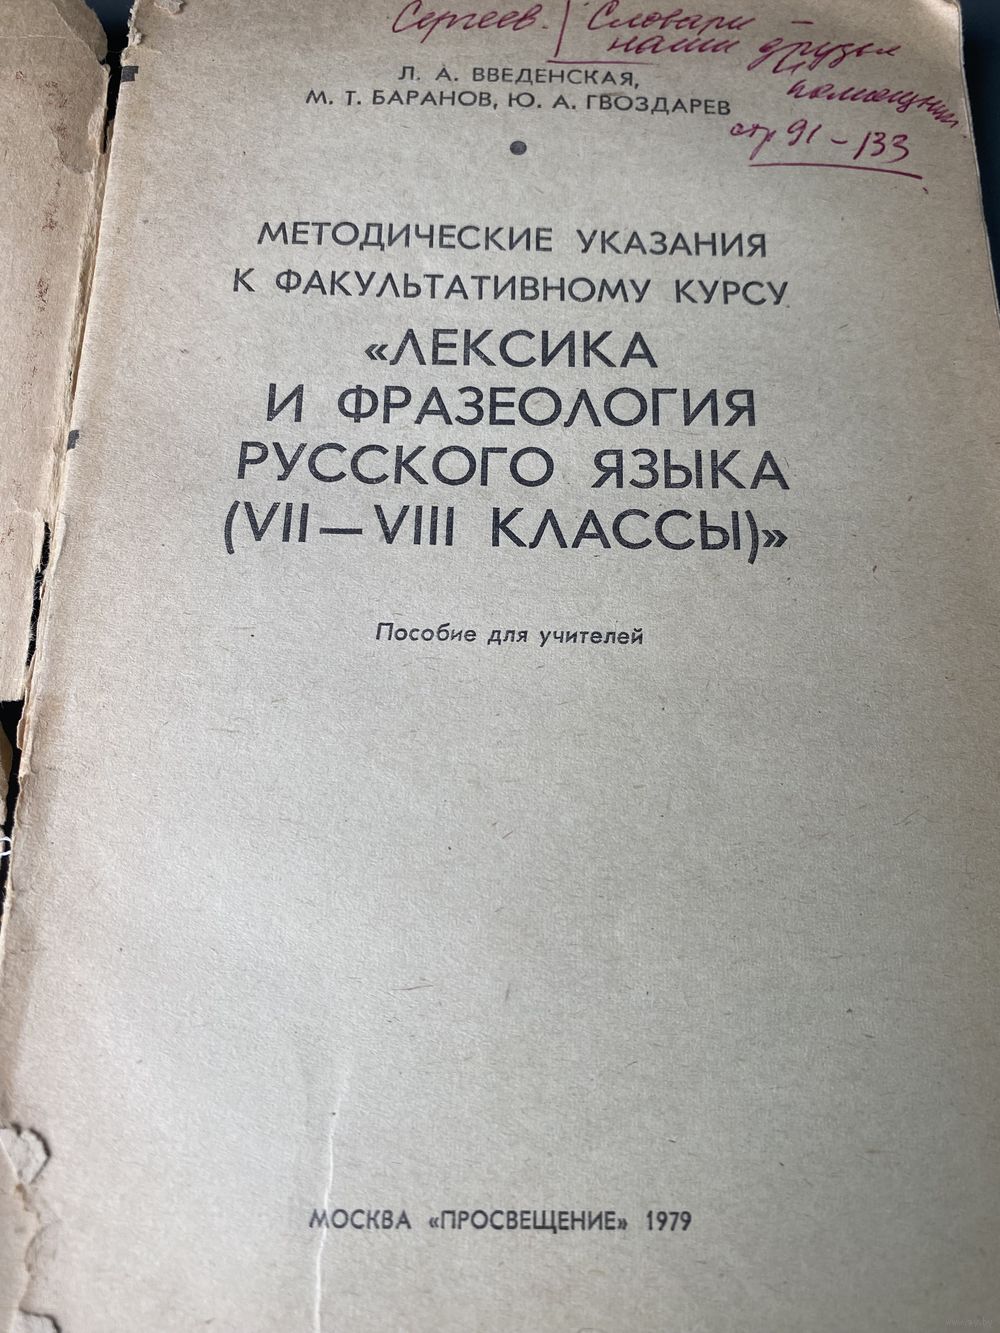 Сергеев. Словари –
наши друзья
и помощники
стр 91–133
Л. А. ВВЕДЕНСКАЯ,
М. Т. БАРАНОВ, Ю. А. ГВОЗДАРЕВ
МЕТОДИЧЕСКИЕ УКАЗАНИЯ
К ФАКУЛЬТАТИВНОМУ КУРСУ
«ЛЕКСИКА
И ФРАЗЕОЛОГИЯ
РУССКОГО ЯЗЫКА
(VII—VIII КЛАССЫ)»
Пособие для учителей
МОСКВА «ПРОСВЕЩЕНИЕ» 1979